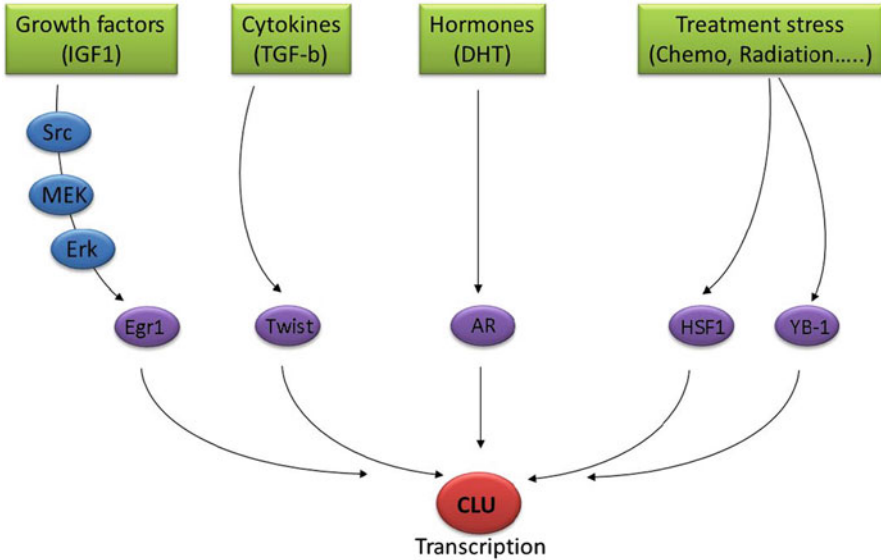 Growth factors
(IGF1)
Cytokines
(TGF-b)
Hormones
(DHT)
Treatment stress
(Chemo, Radiation.....)
Src
MEK
Erk
Egr1
Twist
AR
HSF1
YB-1
CLU
Transcription